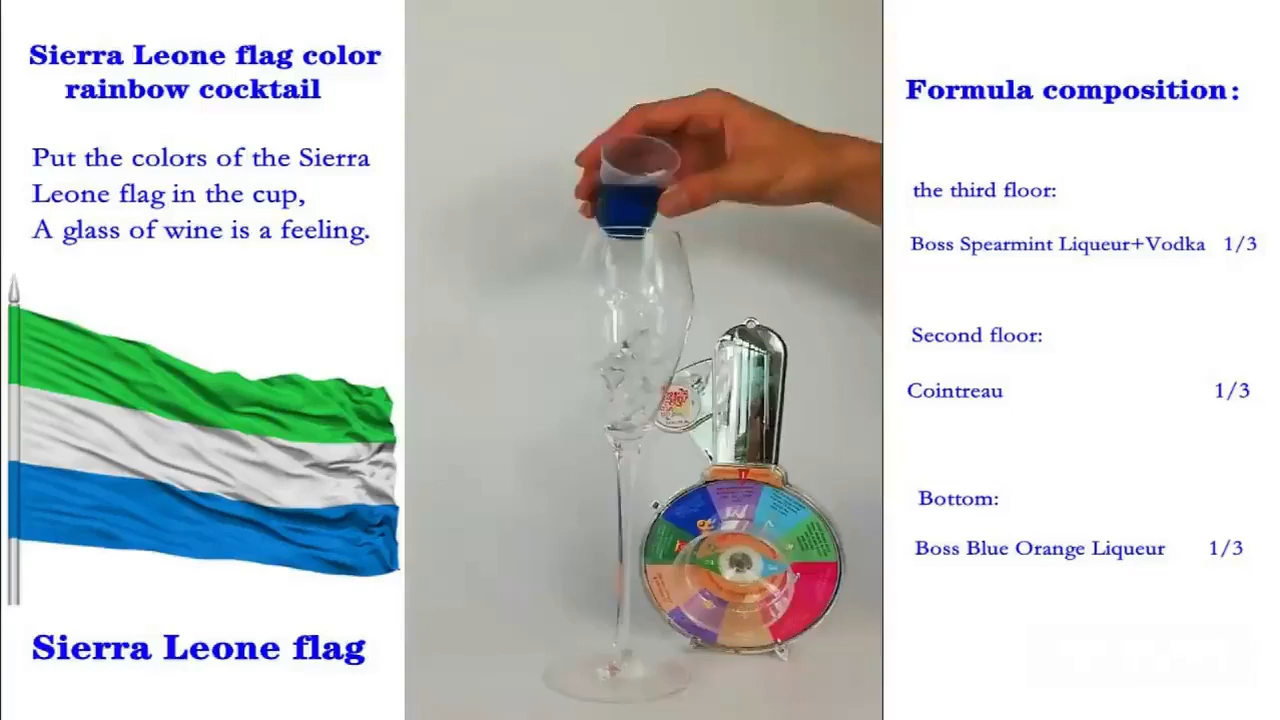 Sierra Leone flag color
rainbow cocktail
Put the colors of the Sierra
Leone flag in the cup,
A glass of wine is a feeling.
Sierra Leone flag
Formula composition:
the third floor:
Boss Spearmint Liqueur+Vodka 1/3
Second floor:
Cointreau 1/3
Bottom:
Boss Blue Orange Liqueur 1/3